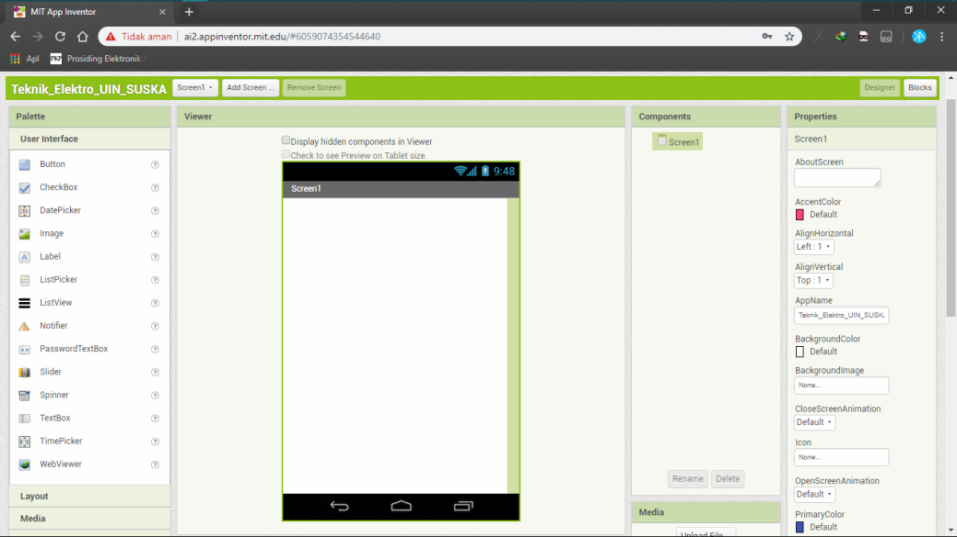 MIT App Inventor
Tidak aman | ai2.appinventor.mit.edu/#6059074354544640
Apl Prosiding Elektronik
Teknik_Elektro_UIN_SUSKA Screen1 Add Screen ... Remove Screen Designer Blocks
Palette
User Interface
Button
CheckBox
DatePicker
Image
Label
ListPicker
ListView
Notifier
PasswordTextBox
Slider
Spinner
TextBox
TimePicker
WebViewer
Layout
Media
Viewer
Display hidden components in Viewer
Check to see Preview on Tablet size.
9:48
Screen1
Components
Screen1
Rename Delete
Media
Upload File ...
Properties
Screen1
AboutScreen
AccentColor
Default
AlignHorizontal
Left : 1
AlignVertical
Top : 1
AppName
Teknik_Elektro_UIN_SUSKA
BackgroundColor
Default
BackgroundImage
None...
CloseScreenAnimation
Default
Icon
None...
OpenScreenAnimation
Default
PrimaryColor
Default